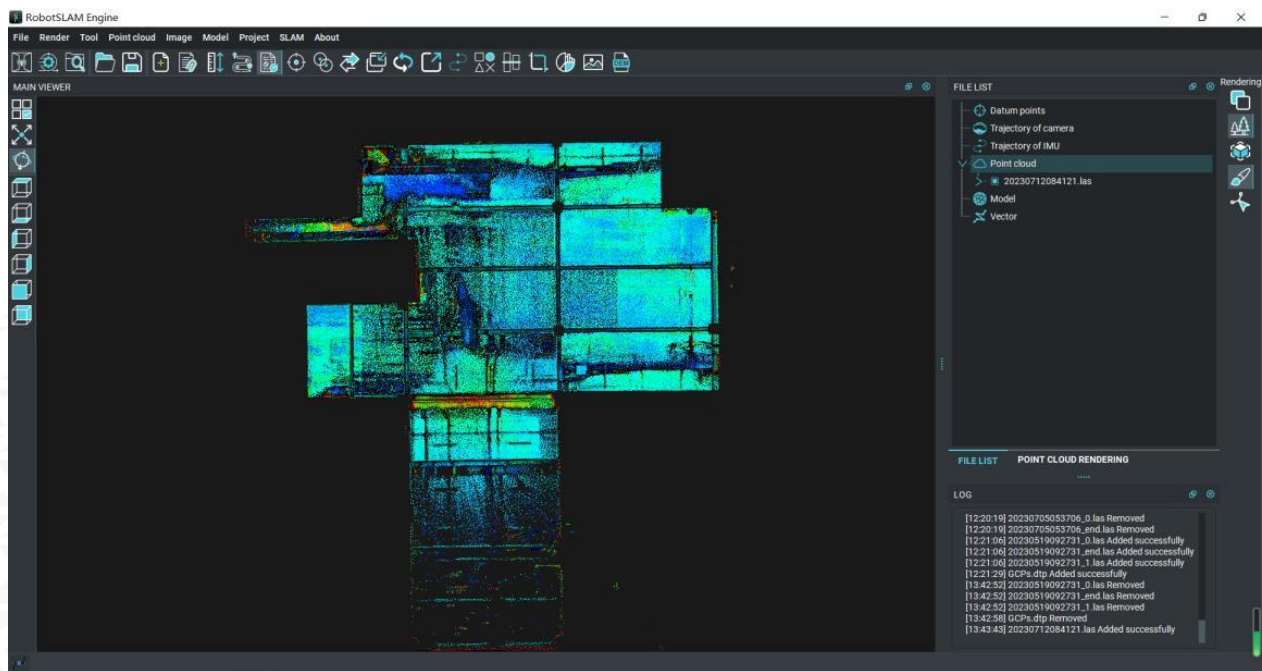 RobotSLAM Engine
File Render Tool Point cloud Image Model Project SLAM About
DEM
MAIN VIEWER
FILE LIST
Rendering
Datum points
Trajectory of camera
Trajectory of IMU
Point cloud
20230712084121.las
Model
Vector
FILE LIST POINT CLOUD RENDERING
LOG
[12:20:19] 20230705053706_0.las Removed
[12:20:19] 20230705053706_end.las Removed
[12:21:06] 20230519092731_0.las Added successfully
[12:21:06] 20230519092731_end.las Added successfully
[12:21:06] 20230519092731_1.las Added successfully
[12:21:29] GCPs.dtp Added successfully
[13:42:52] 20230519092731_0.las Removed
[13:42:52] 20230519092731_end.las Removed
[13:42:52] 20230519092731_1.las Removed
[13:42:58] GCPs.dtp Removed
[13:43:43] 20230712084121.las Added successfully